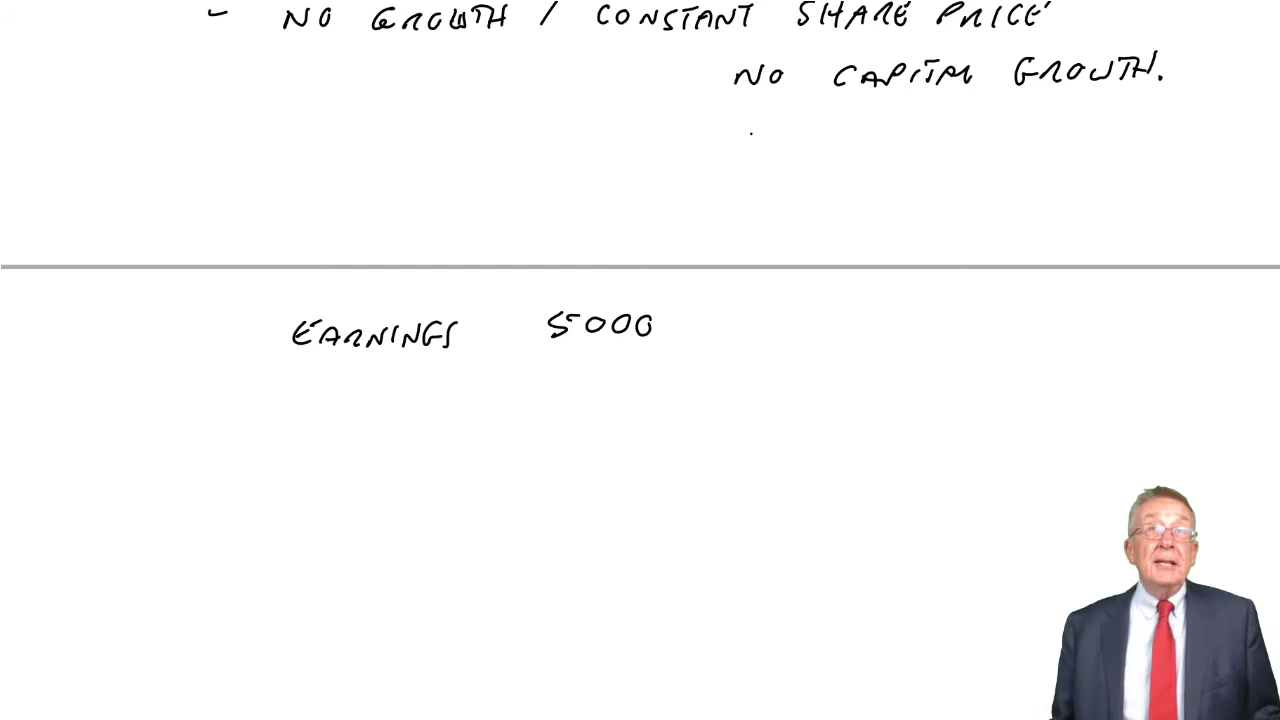 - NO GROWTH / CONSTANT SHARE PRICE
NO CAPITAL GROWTH.
EARNINGS 5000